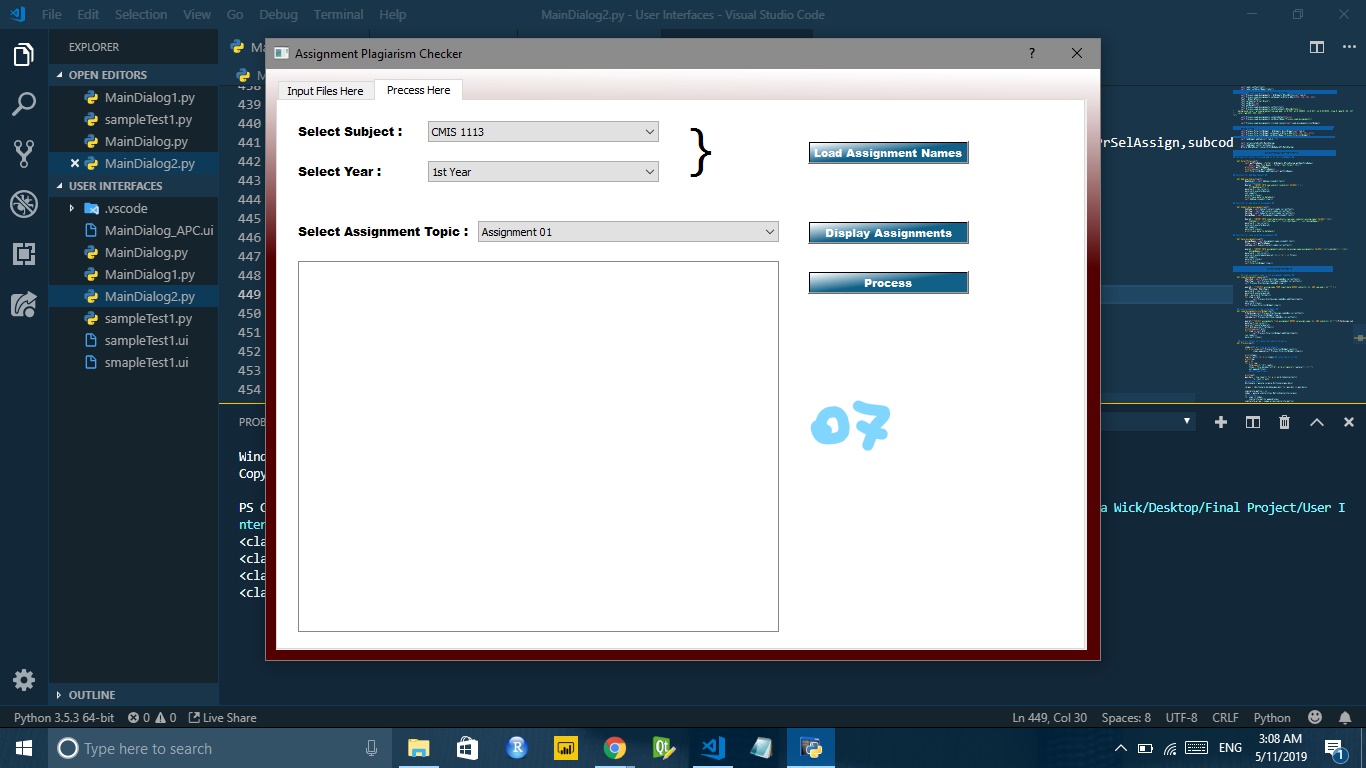 File Edit Selection View Go Debug Terminal Help
MainDialog2.py - User Interfaces - Visual Studio Code
EXPLORER
OPEN EDITORS
MainDialog1.py
sampleTest1.py
MainDialog.py
MainDialog2.py
USER INTERFACES
.vscode
MainDialog_APC.ui
MainDialog.py
MainDialog1.py
MainDialog2.py
sampleTest1.py
sampleTest1.ui
smapleTest1.ui
OUTLINE
439
440
441
442
443
444
445
446
447
448
449
450
451
452
453
454
PrSelAssign,subcod
Assignment Plagiarism Checker
?
Input Files Here
Precess Here
Select Subject :
CMIS 1113
}
Load Assignment Names
Select Year :
1st Year
Select Assignment Topic :
Assignment 01
Display Assignments
Process
07
PROB
Wind
Copy
PS C
a Wick/Desktop/Final Project/User I
nter
<cla
<cla
<cla
<cla
Python 3.5.3 64-bit
0
0
Live Share
Ln 449, Col 30
Spaces: 8
UTF-8
CRLF
Python
Type here to search
R
Qt
ENG
3:08 AM
5/11/2019
1